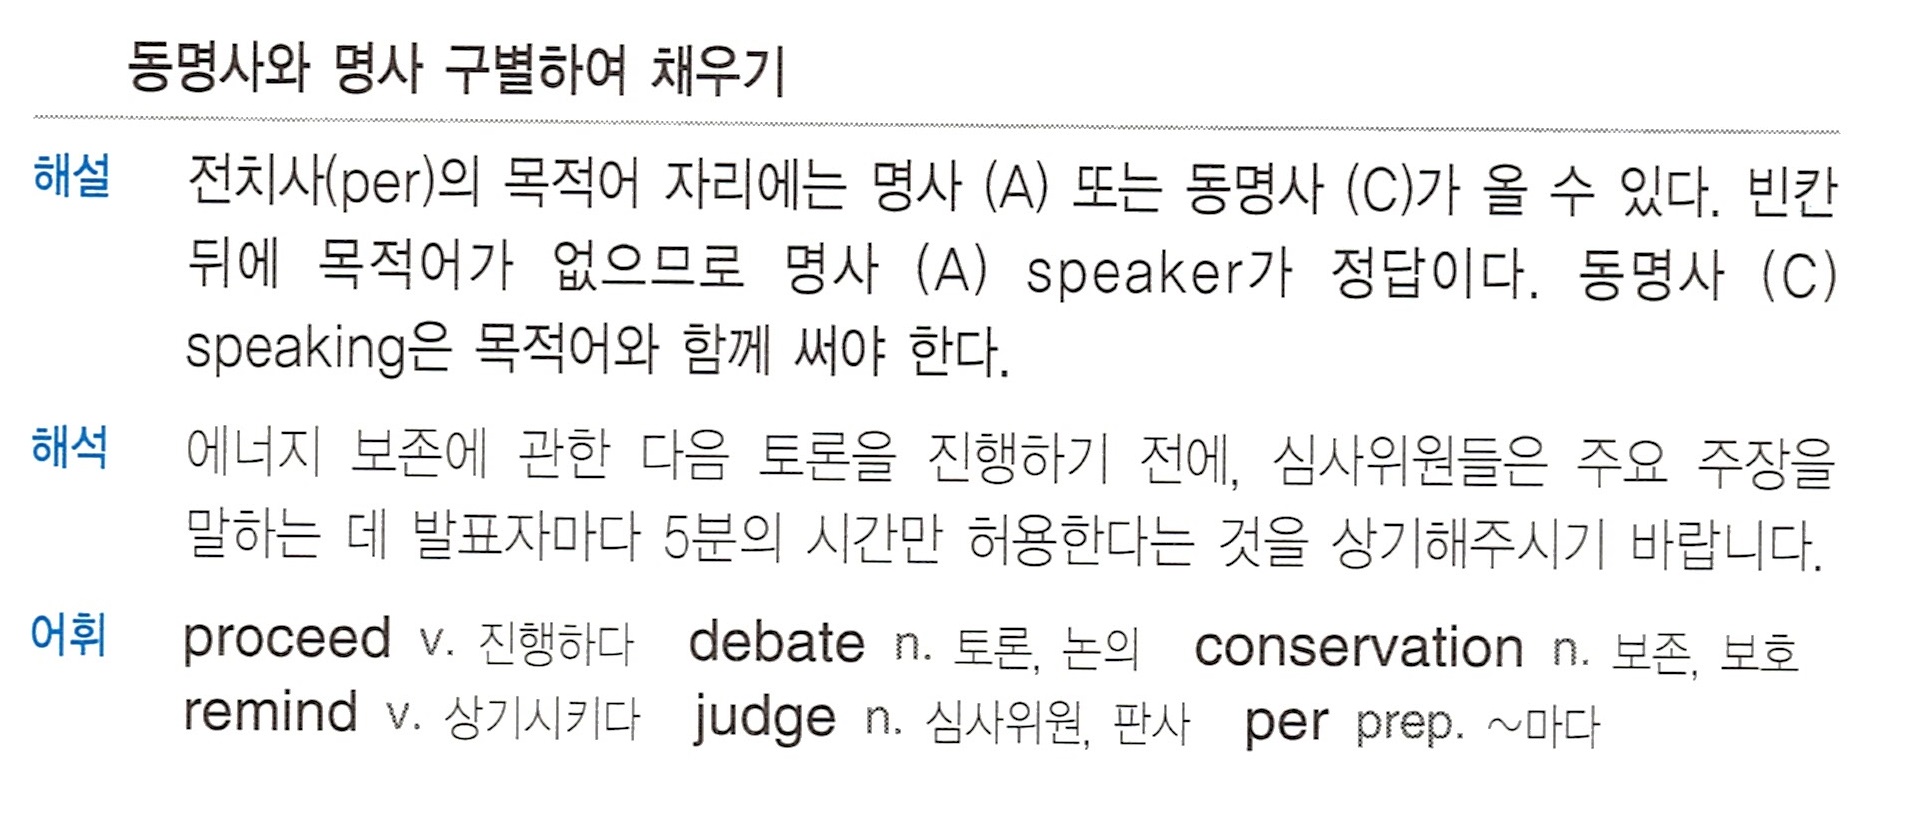 동명사와 명사 구별하여 채우기
해설 전치사(per)의 목적어 자리에는 명사 (A) 또는 동명사 (C)가 올 수 있다. 빈칸
뒤에 목적어가 없으므로 명사 (A) speaker가 정답이다. 동명사 (C)
speaking은 목적어와 함께 써야 한다.
해석 에너지 보존에 관한 다음 토론을 진행하기 전에, 심사위원들은 주요 주장을
말하는 데 발표자마다 5분의 시간만 허용한다는 것을 상기해주시기 바랍니다.
어휘 proceed v. 진행하다 debate n. 토론, 논의 conservation n. 보존, 보호
remind v. 상기시키다 judge n. 심사위원, 판사 per prep. ~마다